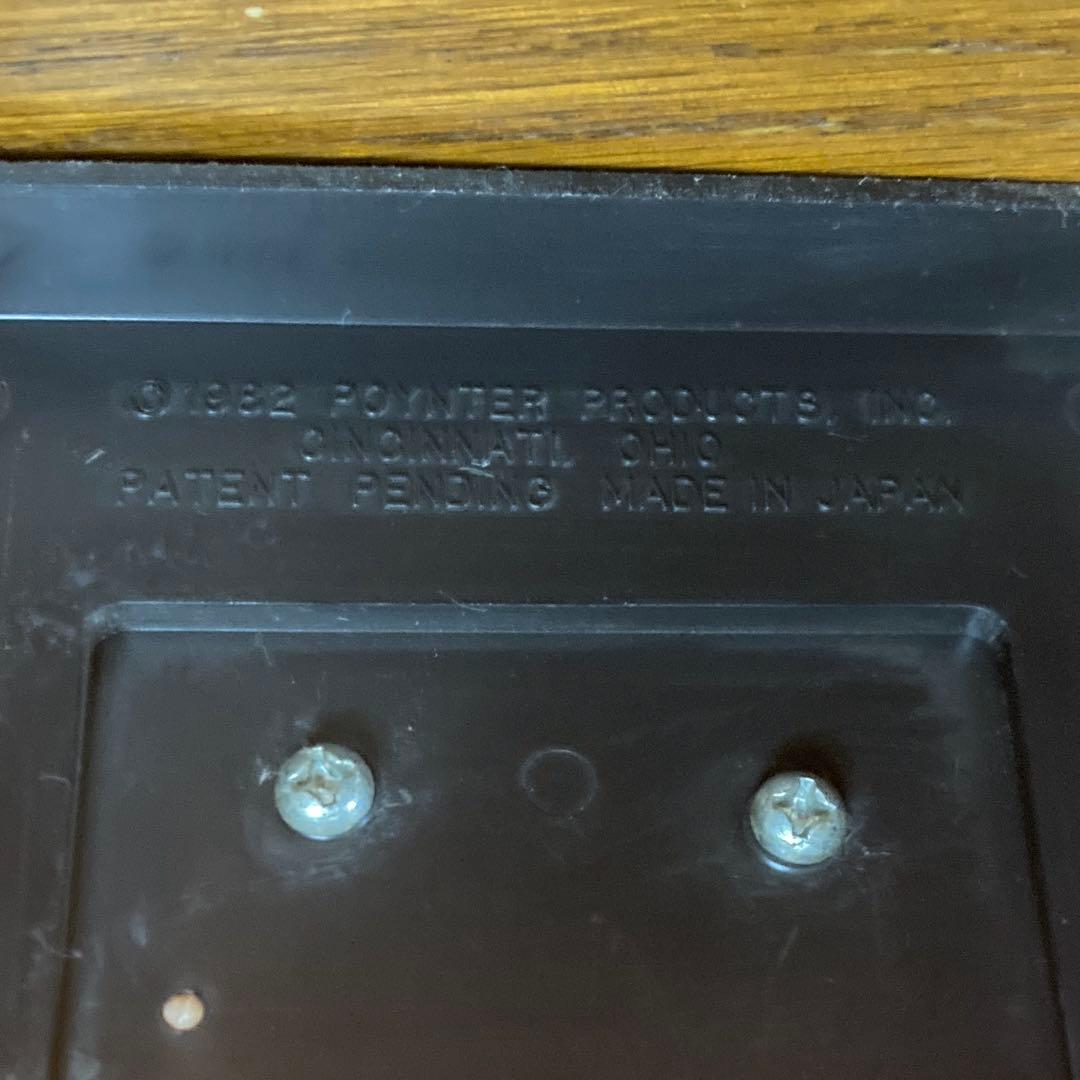 ©1982 POYNTER PRODUCTS, INC.
CINCINNATI, OHIO
PATENT PENDING MADE IN JAPAN